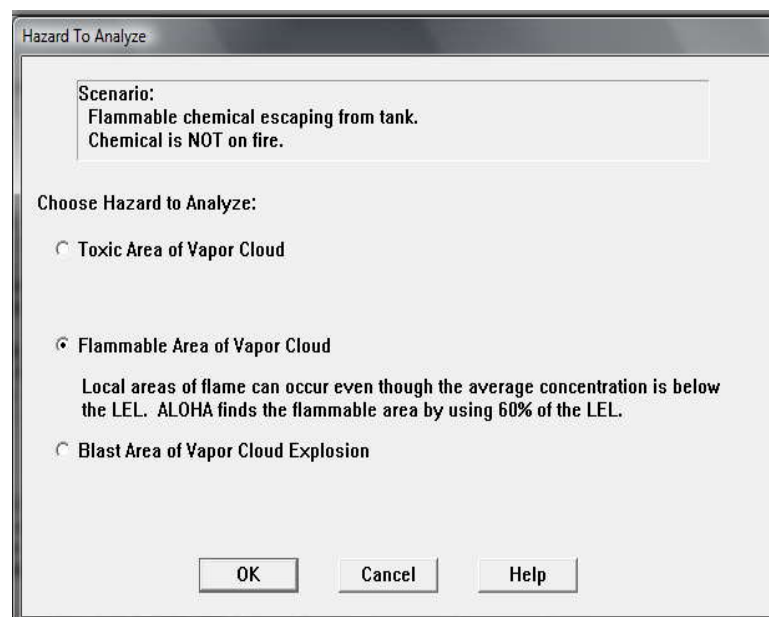 Hazard To Analyze
Scenario:
Flammable chemical escaping from tank.
Chemical is NOT on fire.
Choose Hazard to Analyze:
Toxic Area of Vapor Cloud
Flammable Area of Vapor Cloud
Local areas of flame can occur even though the average concentration is below
the LEL. ALOHA finds the flammable area by using 60% of the LEL.
Blast Area of Vapor Cloud Explosion
OK Cancel Help